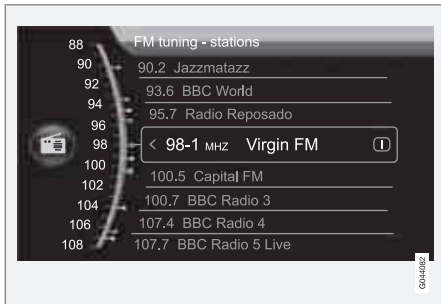 FM tuning - stations
88
90
92
94
96
98
100
102
104
106
108
90.2 Jazzmatazz
93.6 BBC World
95.7 Radio Reposado
< 98-1 MHZ Virgin FM I
100.5 Capital FM
100.7 BBC Radio 3
107.4 BBC Radio 4
107.7 BBC Radio 5 Live
G044082